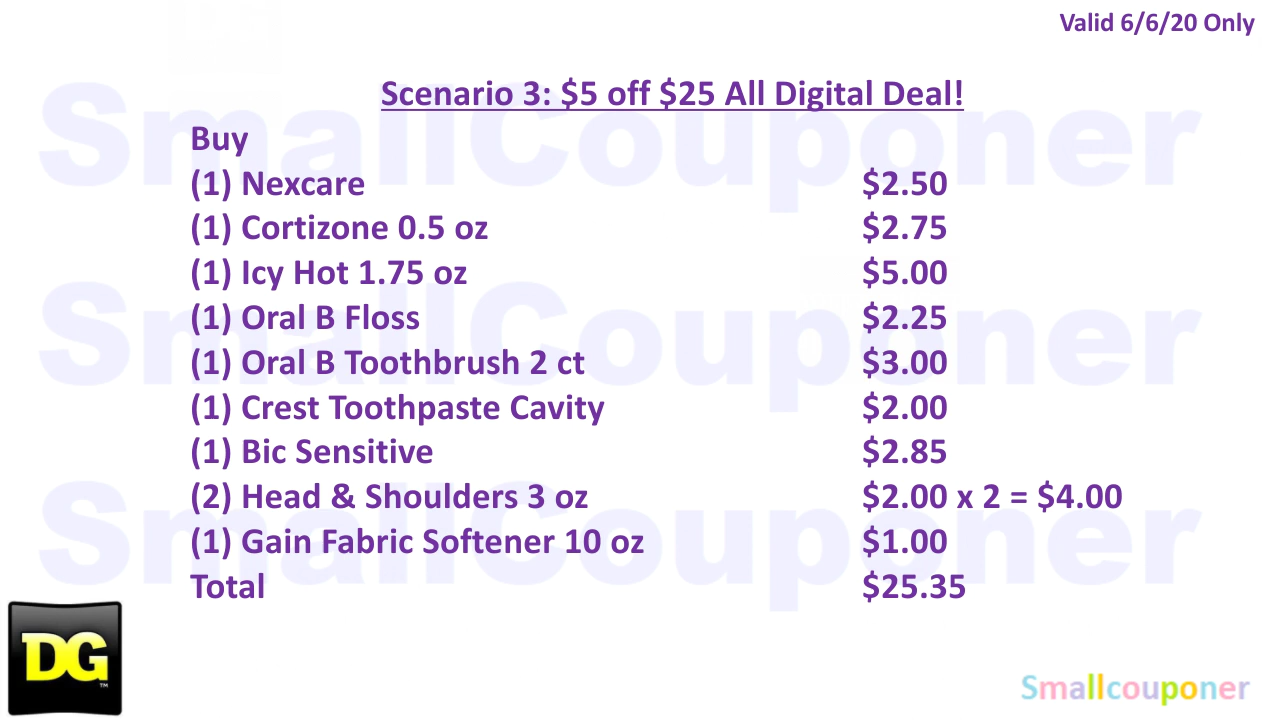 Valid 6/6/20 Only
Scenario 3: $5 off $25 All Digital Deal!
Buy
(1) Nexcare $2.50
(1) Cortizone 0.5 oz $2.75
(1) Icy Hot 1.75 oz $5.00
(1) Oral B Floss $2.25
(1) Oral B Toothbrush 2 ct $3.00
(1) Crest Toothpaste Cavity $2.00
(1) Bic Sensitive $2.85
(2) Head & Shoulders 3 oz $2.00 x 2 = $4.00
(1) Gain Fabric Softener 10 oz $1.00
Total $25.35
SmallCouponer
SmallCouponer
SmallCouponer
DG™
Smallcouponer